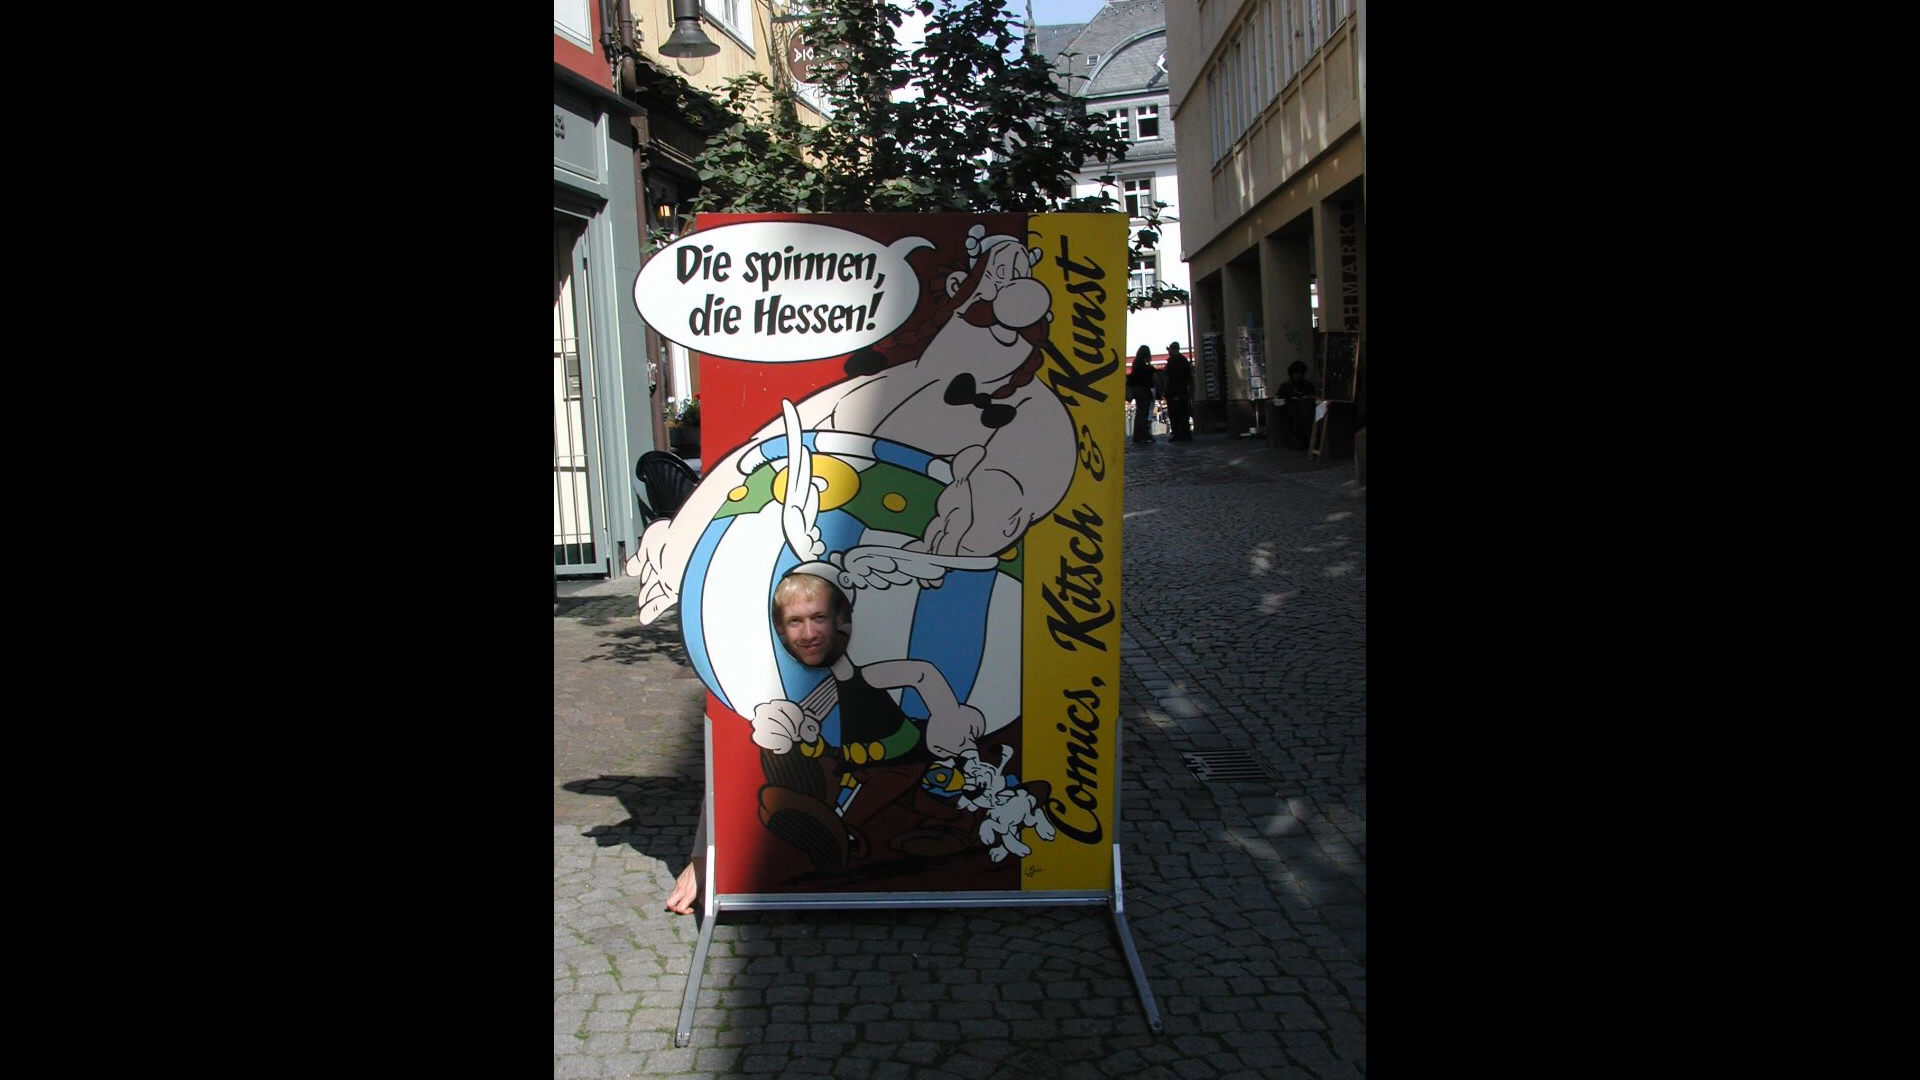 Die spinnen,
die Hessen!
Comics, Kitsch & Kunst